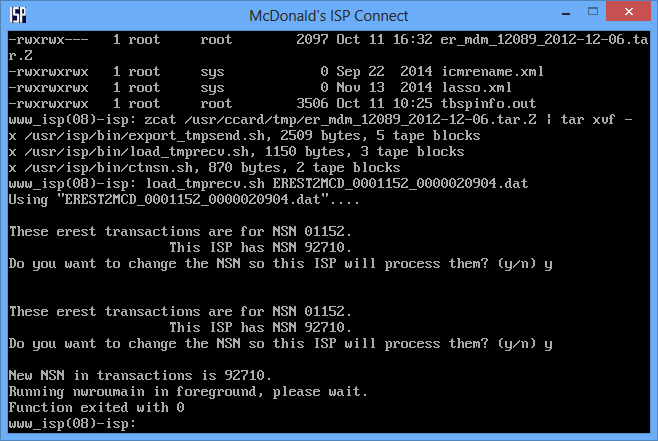 ISP McDonald's ISP Connect
-rwxrwx--- 1 root root 2097 Oct 11 16:32 er_mdm_12089_2012-12-06.ta
r.Z
-rwxrwxrwx 1 root sys 0 Sep 22 2014 icmrename.xml
-rwxrwxrwx 1 root sys 0 Nov 13 2014 lasso.xml
-rwxrwxrwx 1 root root 3506 Oct 11 10:25 tbspinfo.out
www_isp(08)-isp: zcat /usr/ccard/tmp/er_mdm_12089_2012-12-06.tar.Z | tar xvf -
x /usr/isp/bin/export_tmpsend.sh, 2509 bytes, 5 tape blocks
x /usr/isp/bin/load_tmprecv.sh, 1150 bytes, 3 tape blocks
x /usr/isp/bin/ctnsn.sh, 870 bytes, 2 tape blocks
www_isp(08)-isp: load_tmprecv.sh EREST2MCD_0001152_0000020904.dat
Using "EREST2MCD_0001152_0000020904.dat"....
These erest transactions are for NSN 01152.
This ISP has NSN 92710.
Do you want to change the NSN so this ISP will process them? (y/n) y
These erest transactions are for NSN 01152.
This ISP has NSN 92710.
Do you want to change the NSN so this ISP will process them? (y/n) y
New NSN in transactions is 92710.
Running nwroumain in foreground, please wait.
Function exited with 0
www_isp(08)-isp: